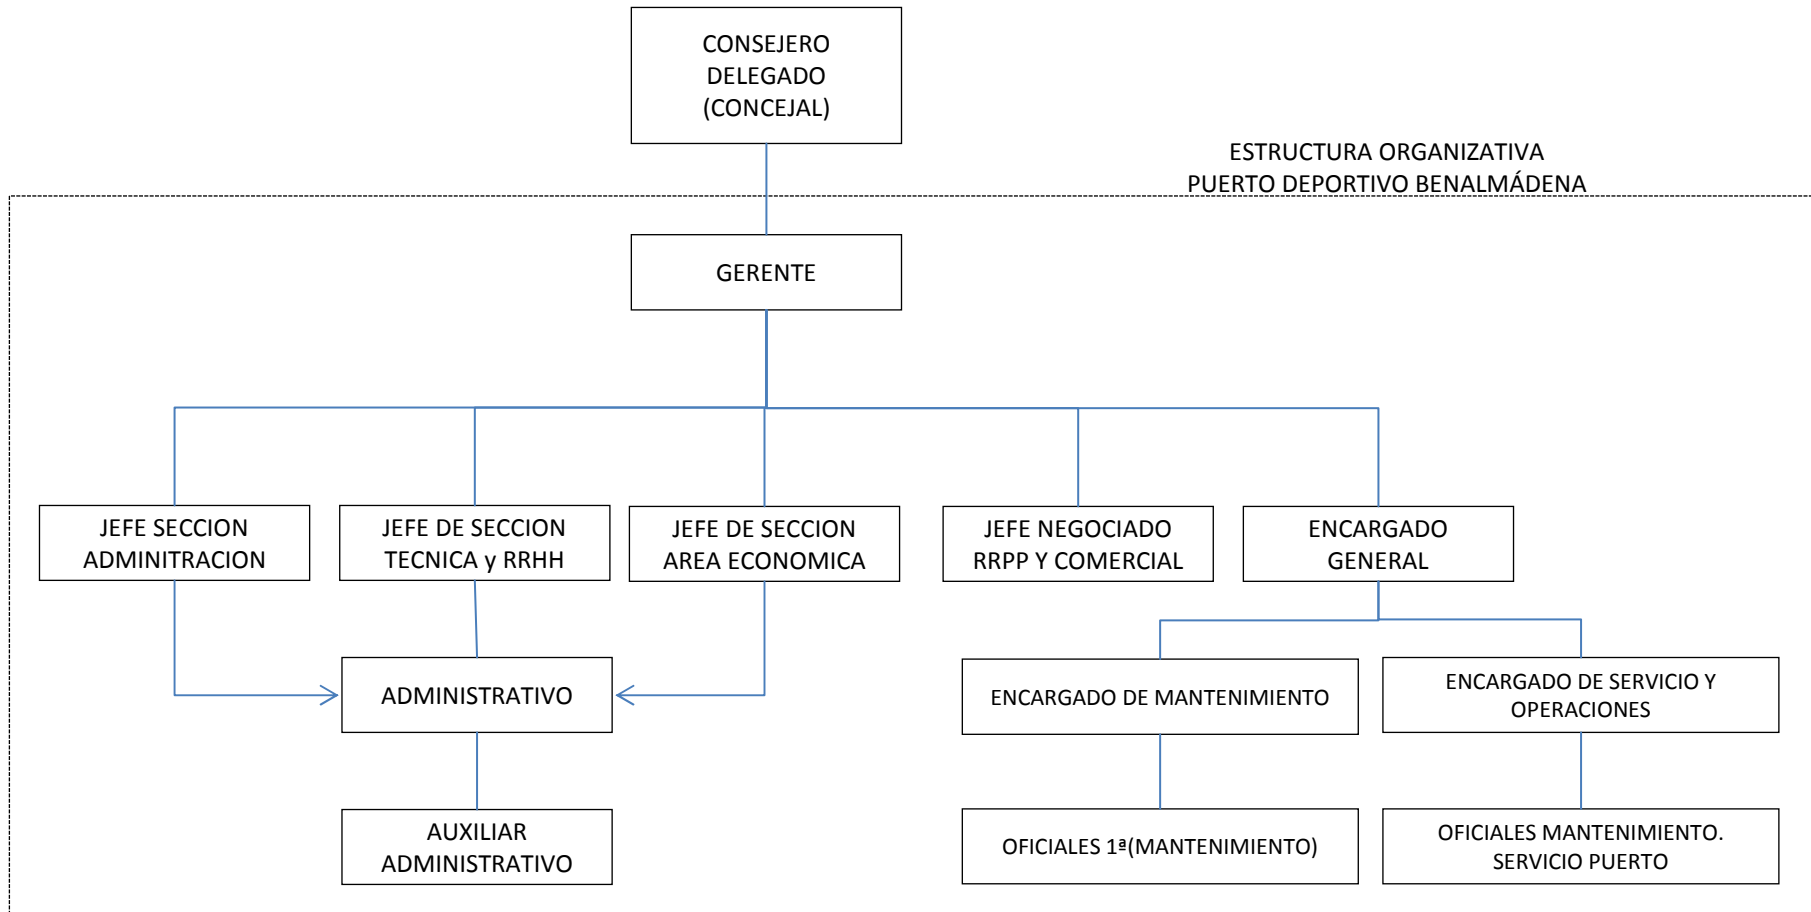 CONSEJERO
DELEGADO
(CONCEJAL)
ESTRUCTURA ORGANIZATIVA
PUERTO DEPORTIVO BENALMÁDENA
GERENTE
JEFE SECCION
ADMINITRACION
JEFE DE SECCION
TECNICA y RRHH
JEFE DE SECCION
AREA ECONOMICA
JEFE NEGOCIADO
RRPP Y COMERCIAL
ENCARGADO
GENERAL
ADMINISTRATIVO
ENCARGADO DE MANTENIMIENTO
ENCARGADO DE SERVICIO Y
OPERACIONES
AUXILIAR
ADMINISTRATIVO
OFICIALES 1ª(MANTENIMIENTO)
OFICIALES MANTENIMIENTO.
SERVICIO PUERTO